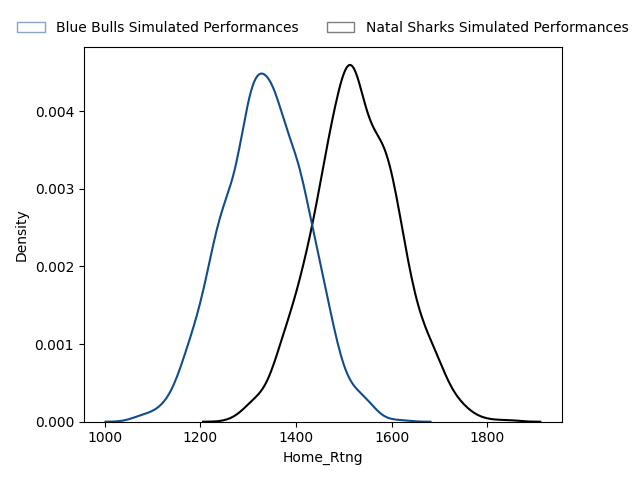 Blue Bulls Simulated Performances Natal Sharks Simulated Performances
0.004
0.003
0.002
0.001
0.000
Density
1000 1200 1400 1600 1800
Home_Rtng